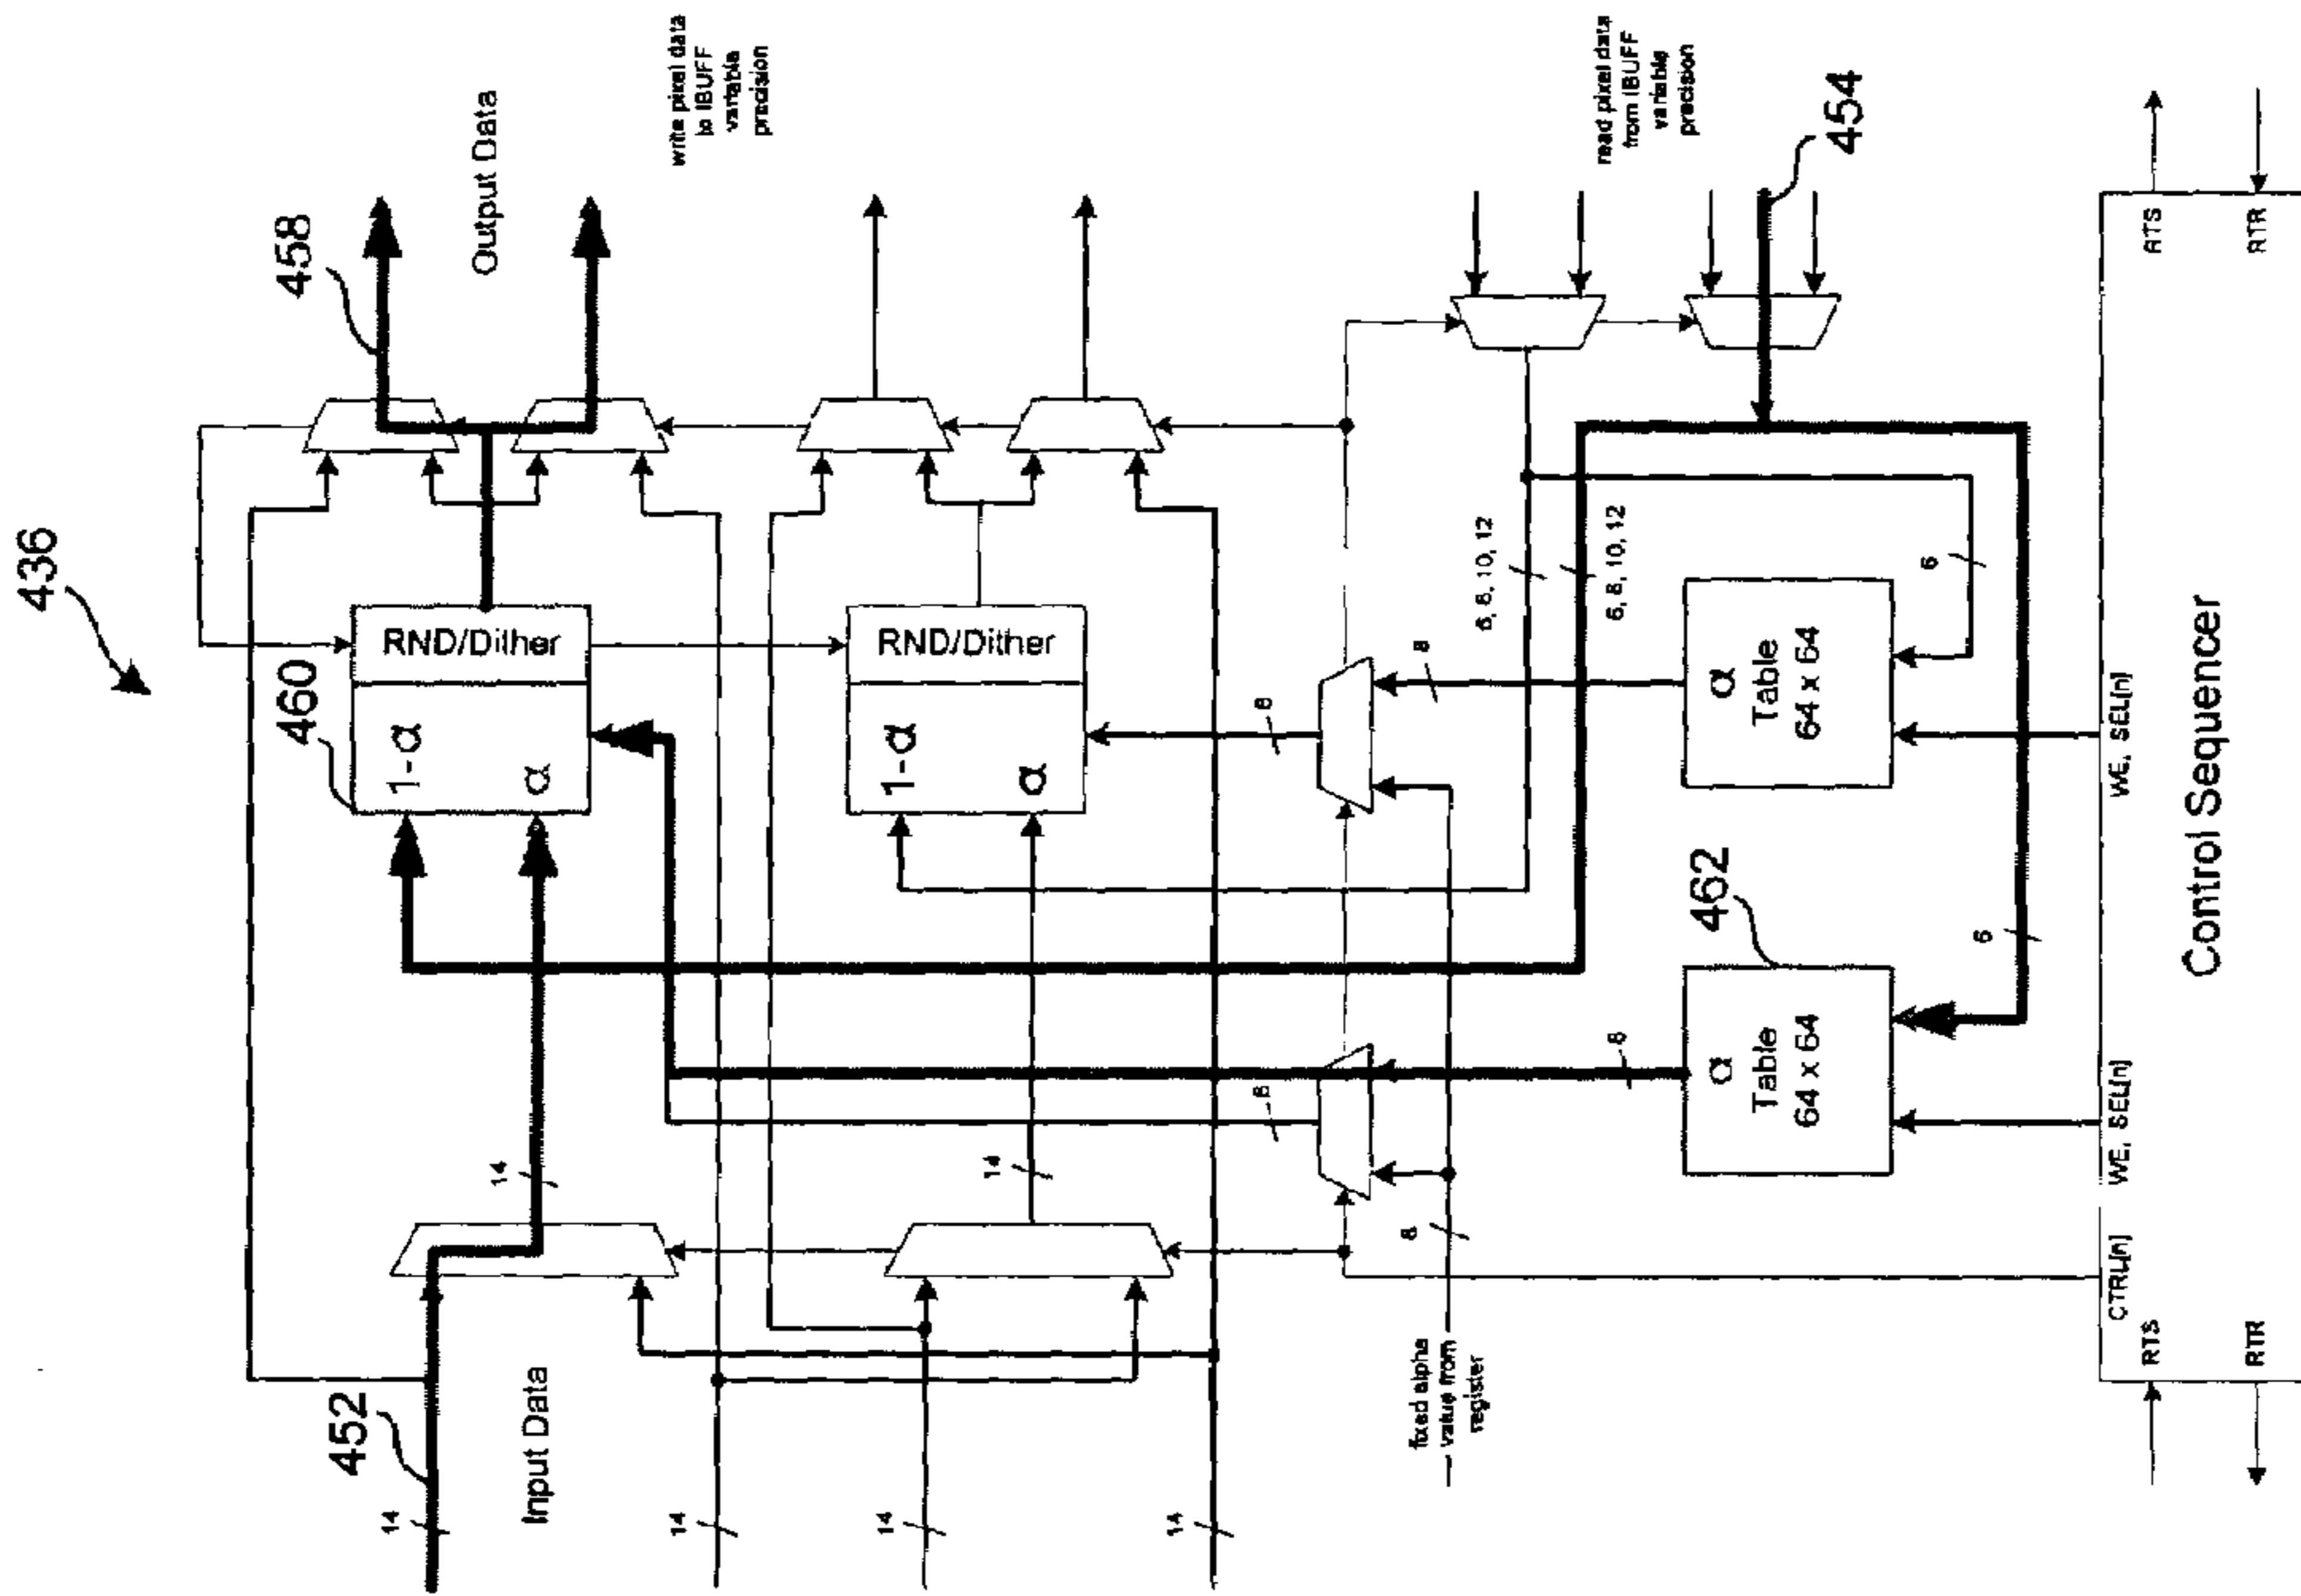 436
458
Output Data
write pixel data
to IBUFF
variable
precision
460
RND/Dither
1-α
α
RND/Dither
1-α
α
452
Input Data
14
14
14
14
14
14
read pixel data
from IBUFF
variable
precision
454
6, 8, 10, 12
6, 8, 10, 12
8
8
8
8
8
6
6
fixed alpha
value from
register
α
Table
64 x 64
462
α
Table
64 x 64
CTRL[n]
WE, SEL[n]
WE, SEL[n]
RTS
RTR
RTS
RTR
Control Sequencer